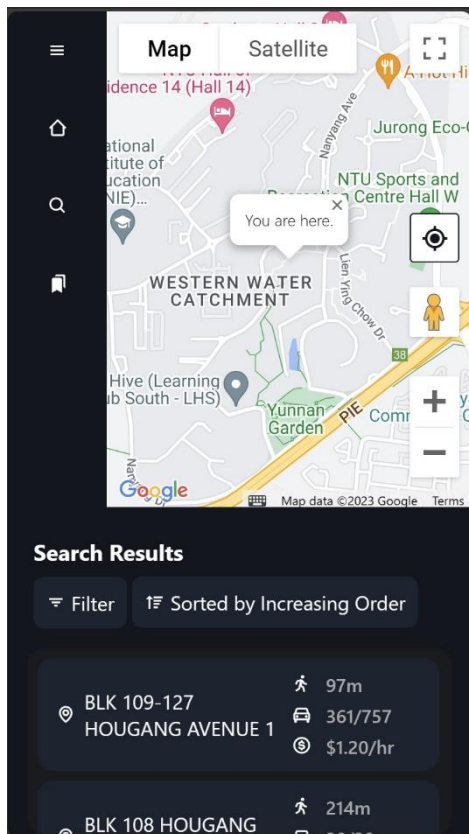 Map
Satellite
idence 14 (Hall 14)
Nanyang Ave
Jurong Eco-
NTU Sports and
Centre Hall W
ational
titute of
ucation
NIE)...
You are here.
Lien Ying Chow Dr
WESTERN WATER
CATCHMENT
38
Hive (Learning
ub South - LHS)
Yunnan
Garden
PIE
Google
Map data ©2023 Google
Terms
Search Results
Filter
Sorted by Increasing Order
BLK 109-127
HOUGANG AVENUE 1
97m
361/757
$1.20/hr
BLK 108 HOUGANG
214m